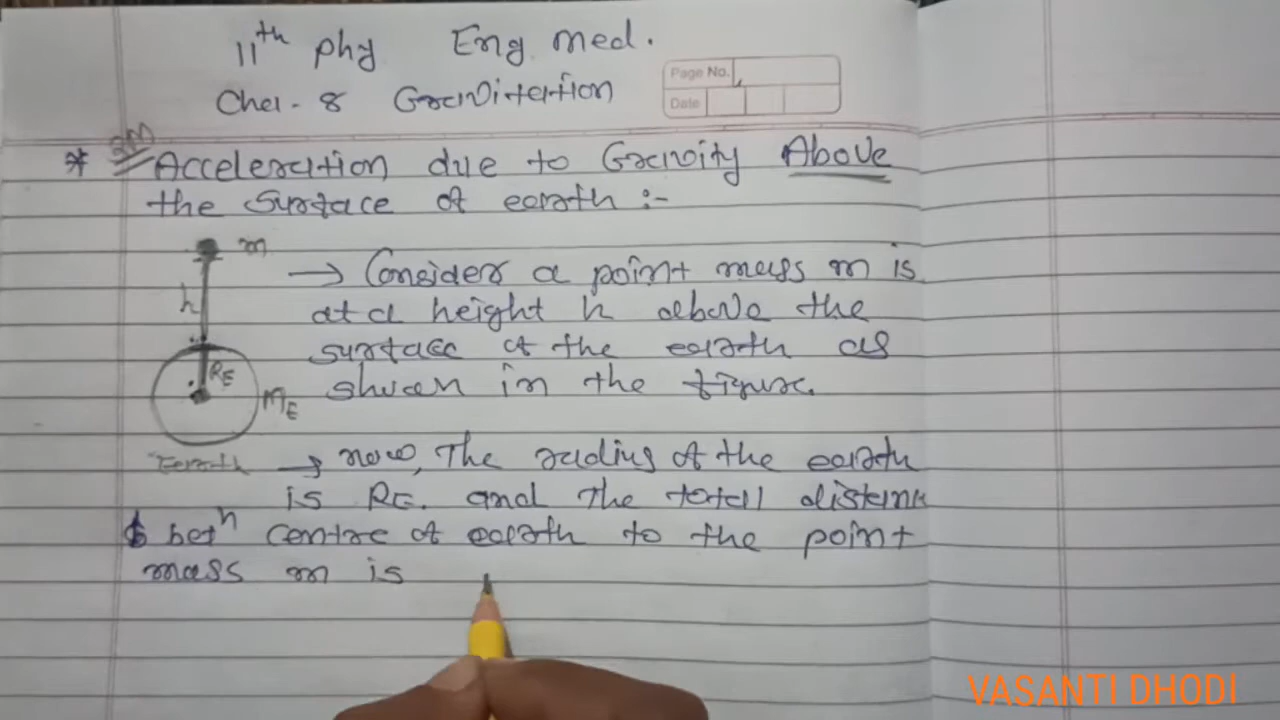 11th phy Eng med.
Cha-8 Gravitation
Page No.
Date
* 3M Acceleration due to Gravity Above
the surface of earth :-
m
h
RE
ME
Earth
→ Consider a point mass m is
at a height h above the
surface of the earth as
shown in the figure.
→ now, The radius of the earth
is RE. and the total distance
betn centre of earth to the point
mass m is
VASANTI DHODI